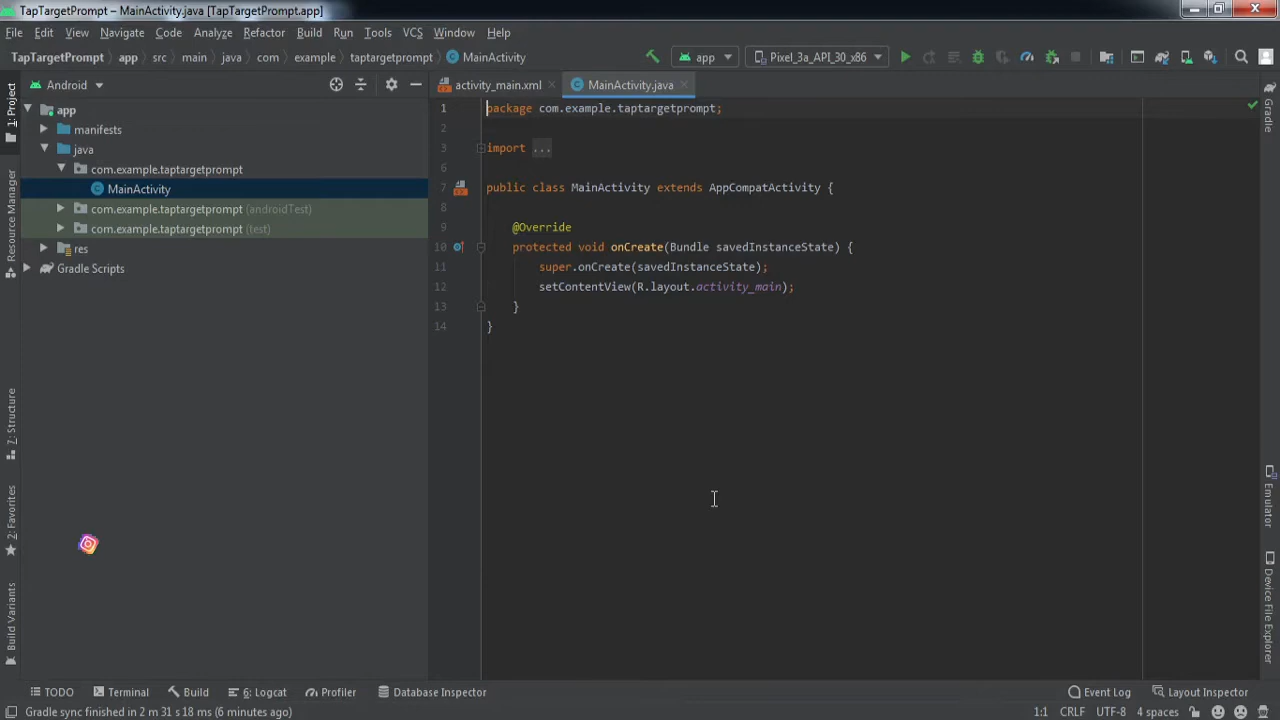 TapTargetPrompt – MainActivity.java [TapTargetPrompt.app]
File Edit View Navigate Code Analyze Refactor Build Run Tools VCS Window Help
TapTargetPrompt app src main java com example taptargetprompt MainActivity app Pixel_3a_API_30_x86
Android
activity_main.xml
MainActivity.java
1: Project
Resource Manager
7: Structure
2: Favorites
Build Variants
app
manifests
java
com.example.taptargetprompt
MainActivity
com.example.taptargetprompt (androidTest)
com.example.taptargetprompt (test)
res
Gradle Scripts
1 package com.example.taptargetprompt;
2
3 import ...
6
7 public class MainActivity extends AppCompatActivity {
8
9 @Override
10 protected void onCreate(Bundle savedInstanceState) {
11 super.onCreate(savedInstanceState);
12 setContentView(R.layout.activity_main);
13 }
14 }
Gradle
Emulator
Device File Explorer
TODO Terminal Build 6: Logcat Profiler Database Inspector Event Log Layout Inspector
Gradle sync finished in 2 m 31 s 18 ms (6 minutes ago) 1:1 CRLF UTF-8 4 spaces